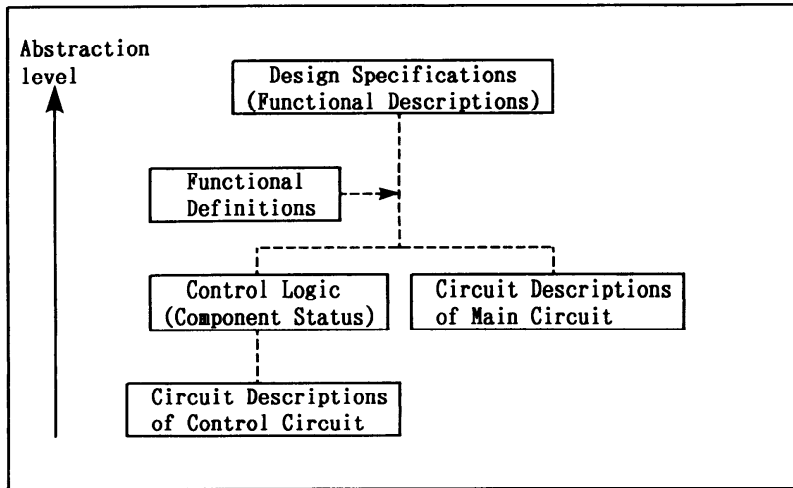 Abstraction
level
Design Specifications
(Functional Descriptions)
Functional
Definitions
Control Logic
(Component Status)
Circuit Descriptions
of Main Circuit
Circuit Descriptions
of Control Circuit